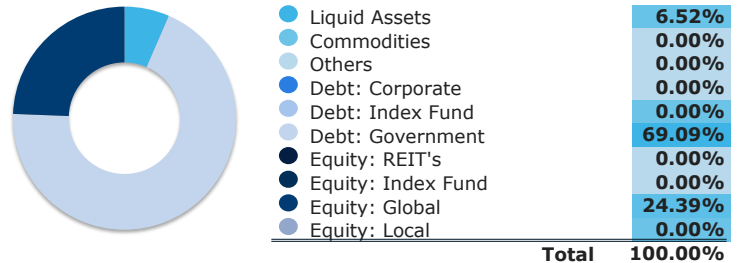 Liquid Assets 6.52%
Commodities 0.00%
Others 0.00%
Debt: Corporate 0.00%
Debt: Index Fund 0.00%
Debt: Government 69.09%
Equity: REIT's 0.00%
Equity: Index Fund 0.00%
Equity: Global 24.39%
Equity: Local 0.00%
Total 100.00%